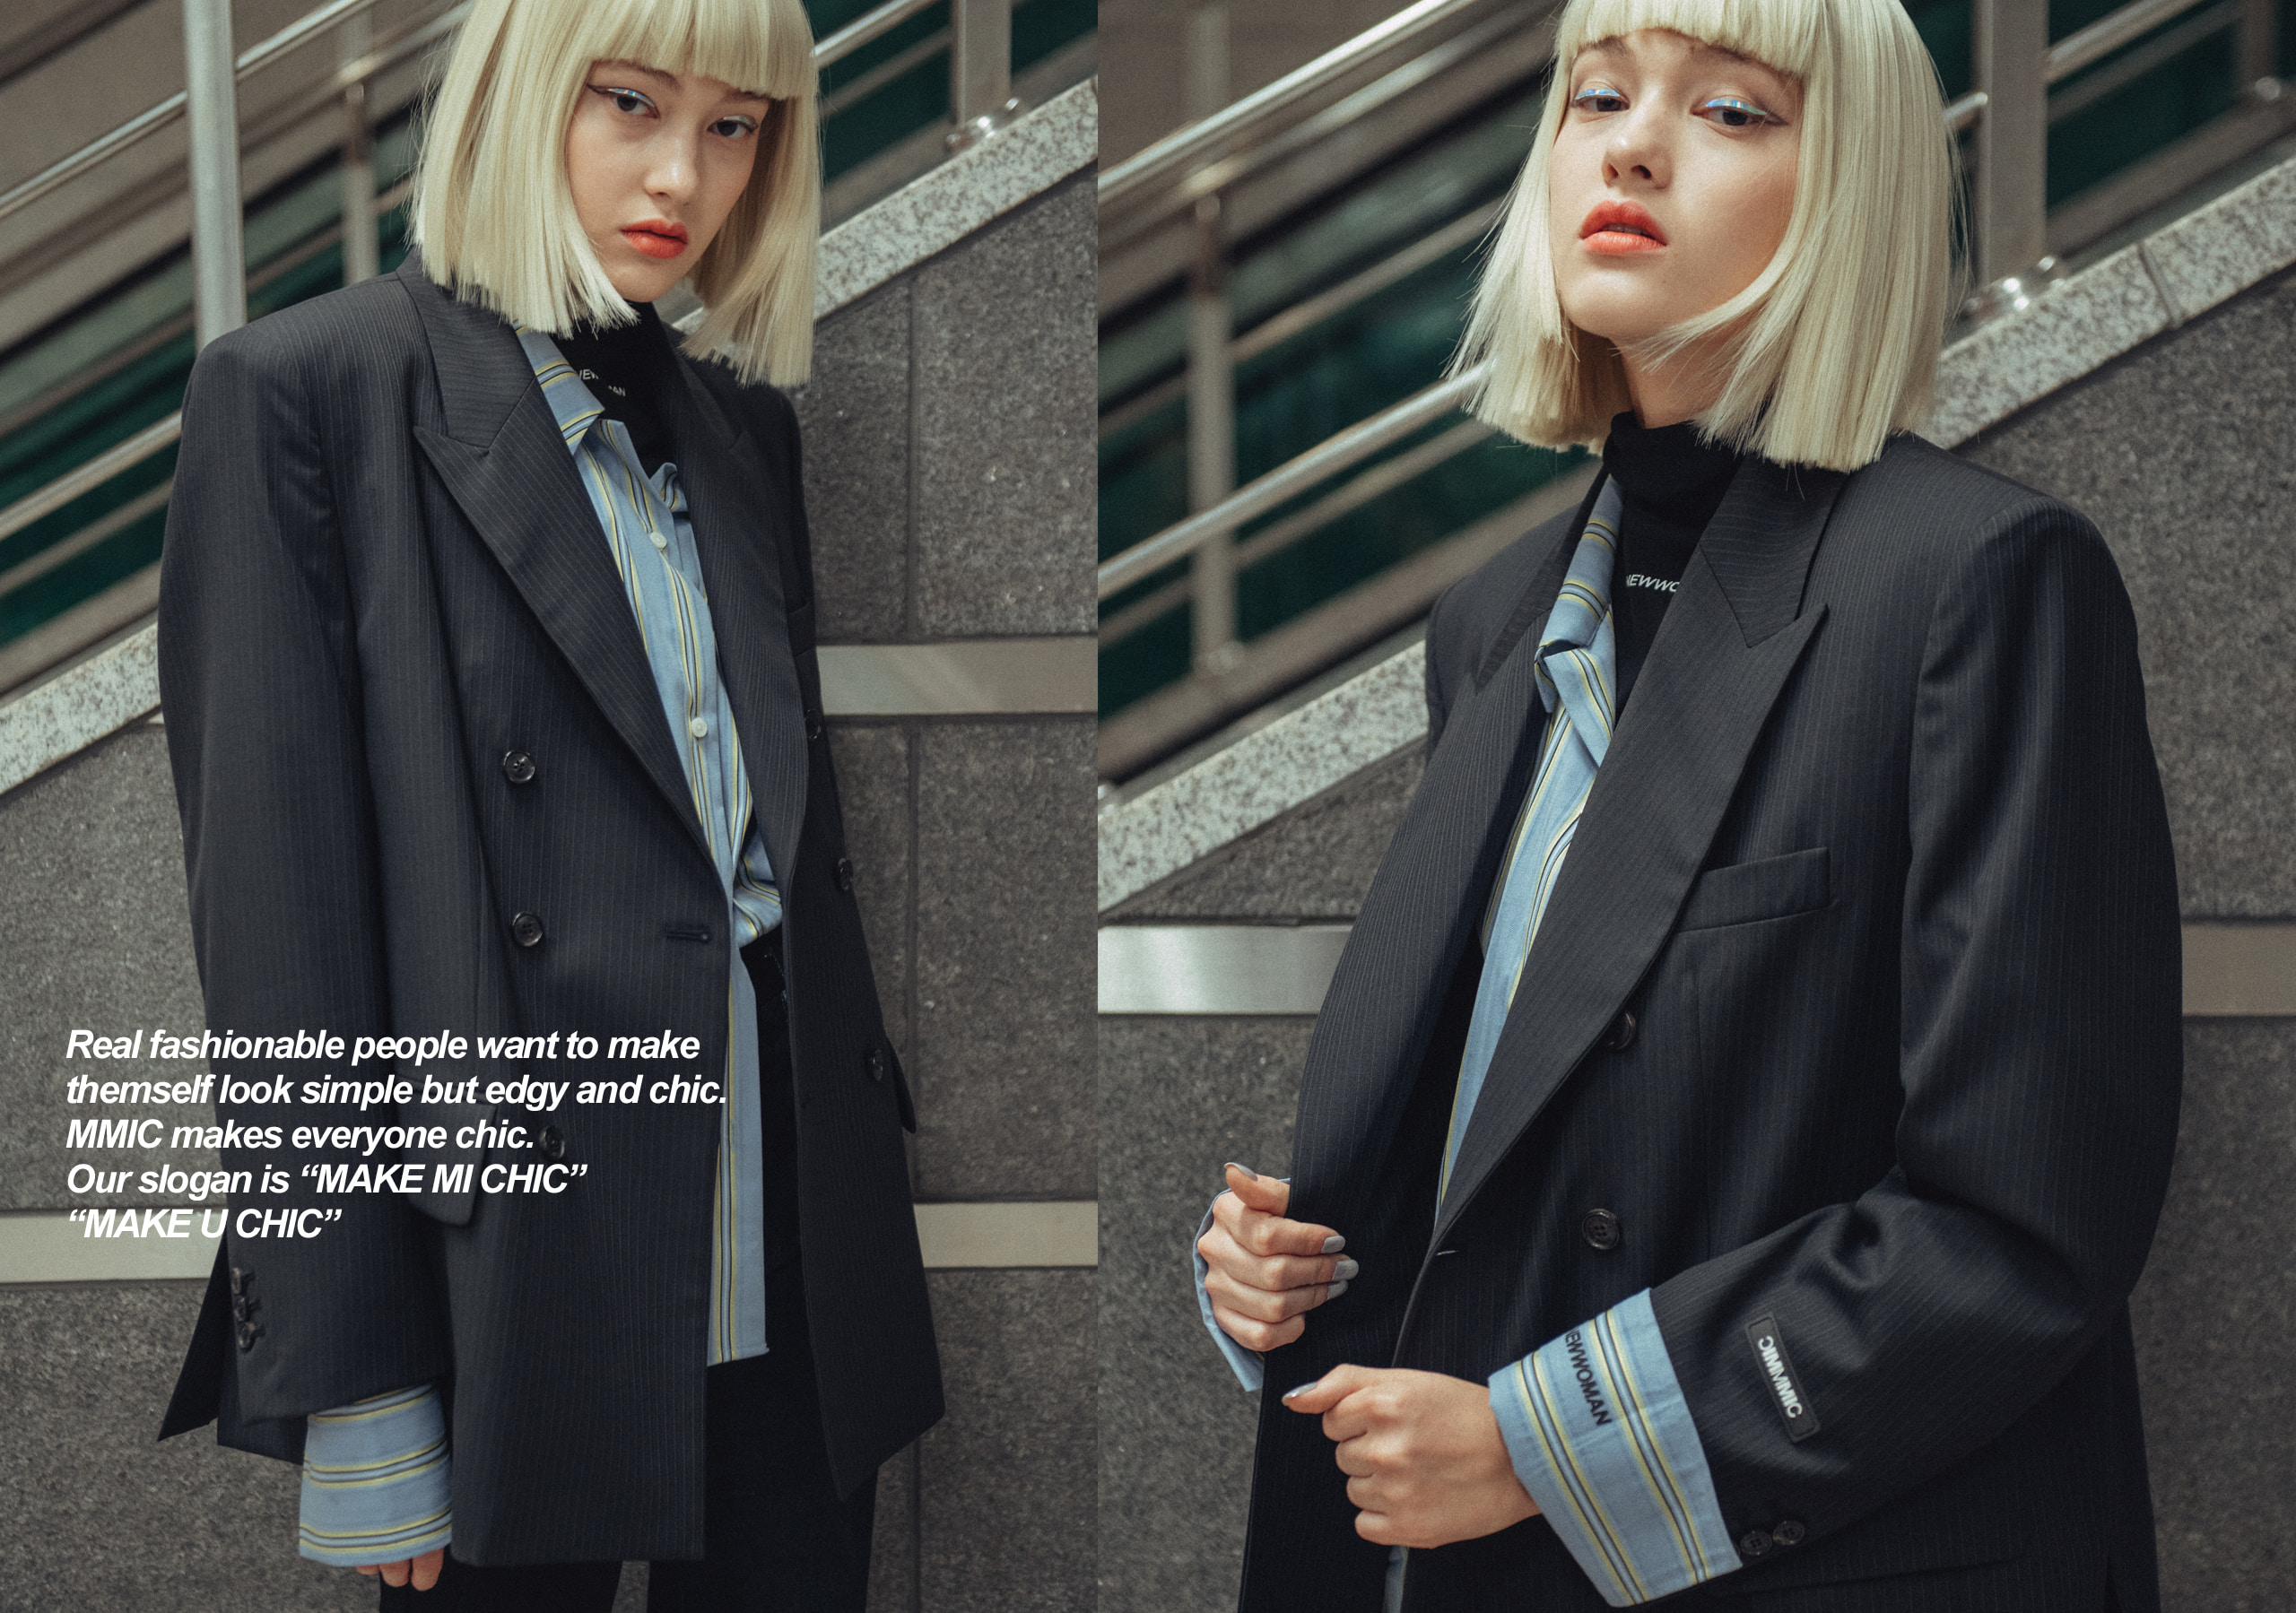 Real fashionable people want to make
themself look simple but edgy and chic.
MMIC makes everyone chic.
Our slogan is “MAKE MI CHIC”
“MAKE U CHIC”
NEWWOMAN